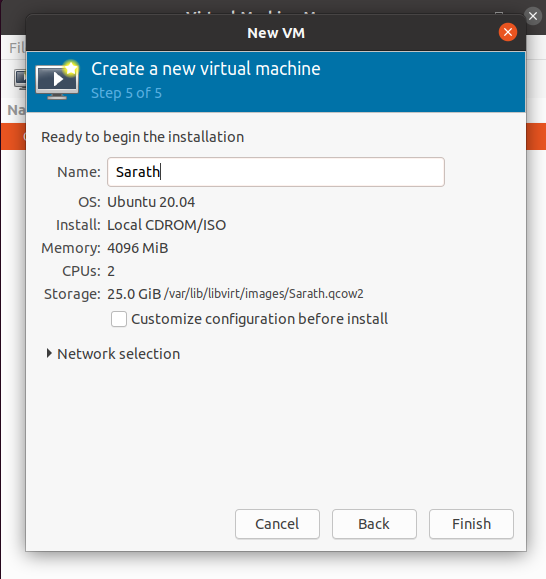 New VM
Fil
Na
Create a new virtual machine
Step 5 of 5
Ready to begin the installation
Name: Sarath
OS: Ubuntu 20.04
Install: Local CDROM/ISO
Memory: 4096 MiB
CPUs: 2
Storage: 25.0 GiB /var/lib/libvirt/images/Sarath.qcow2
Customize configuration before install
Network selection
Cancel Back Finish